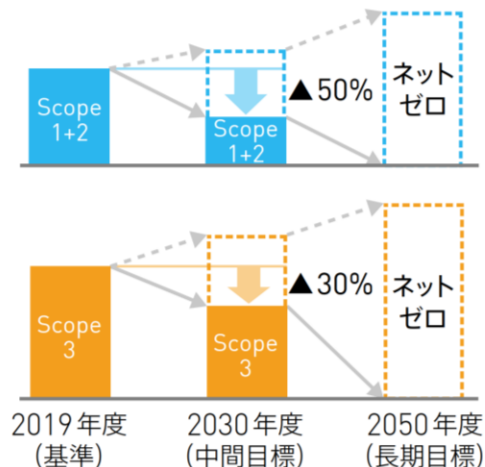 Scope
1+2
Scope
1+2
▲50%
ネット
ゼロ
Scope
3
Scope
3
▲30%
ネット
ゼロ
2019年度
(基準)
2030年度
(中間目標)
2050年度
(長期目標)